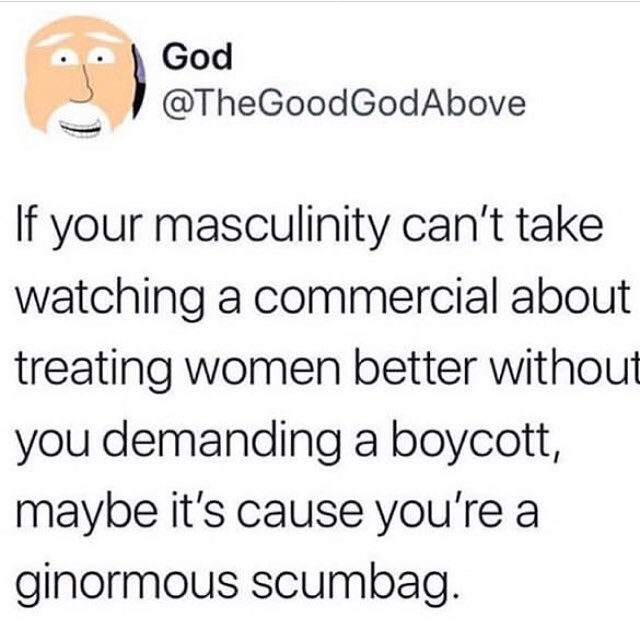 God
@TheGoodGodAbove
If your masculinity can't take
watching a commercial about
treating women better without
you demanding a boycott,
maybe it's cause you're a
ginormous scumbag.